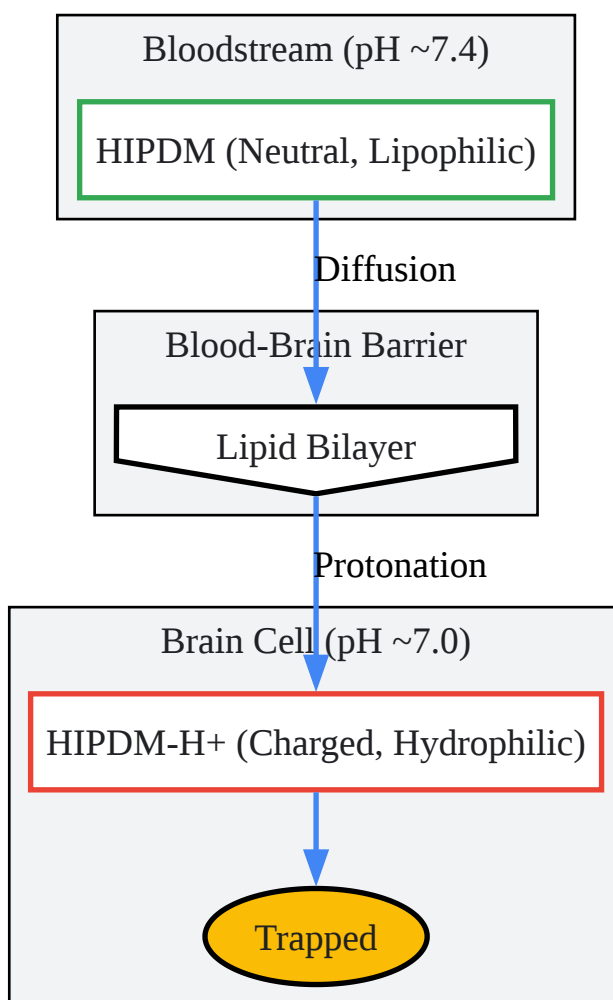 Bloodstream (pH ~7.4)
HIPDM (Neutral, Lipophilic)
Diffusion
Blood-Brain Barrier
Lipid Bilayer
Protonation
Brain Cell (pH ~7.0)
HIPDM-H+ (Charged, Hydrophilic)
Trapped